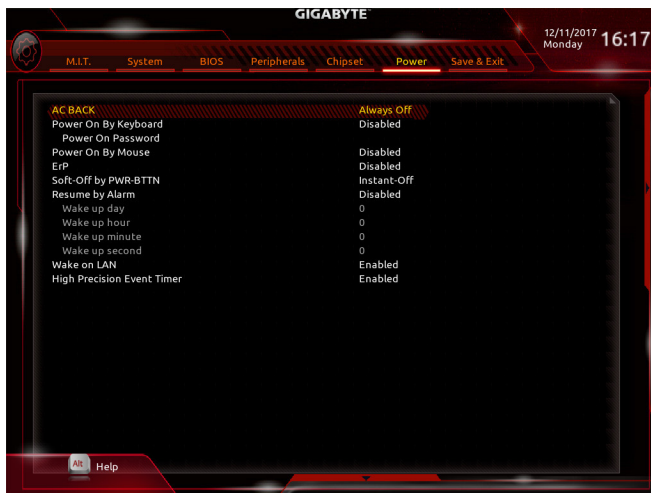 GIGABYTE™
12/11/2017 16:17
Monday
M.I.T. System BIOS Peripherals Chipset Power Save & Exit
AC BACK Always Off
Power On By Keyboard Disabled
Power On Password
Power On By Mouse Disabled
ErP Disabled
Soft-Off by PWR-BTTN Instant-Off
Resume by Alarm Disabled
Wake up day 0
Wake up hour 0
Wake up minute 0
Wake up second 0
Wake on LAN Enabled
High Precision Event Timer Enabled
Alt Help